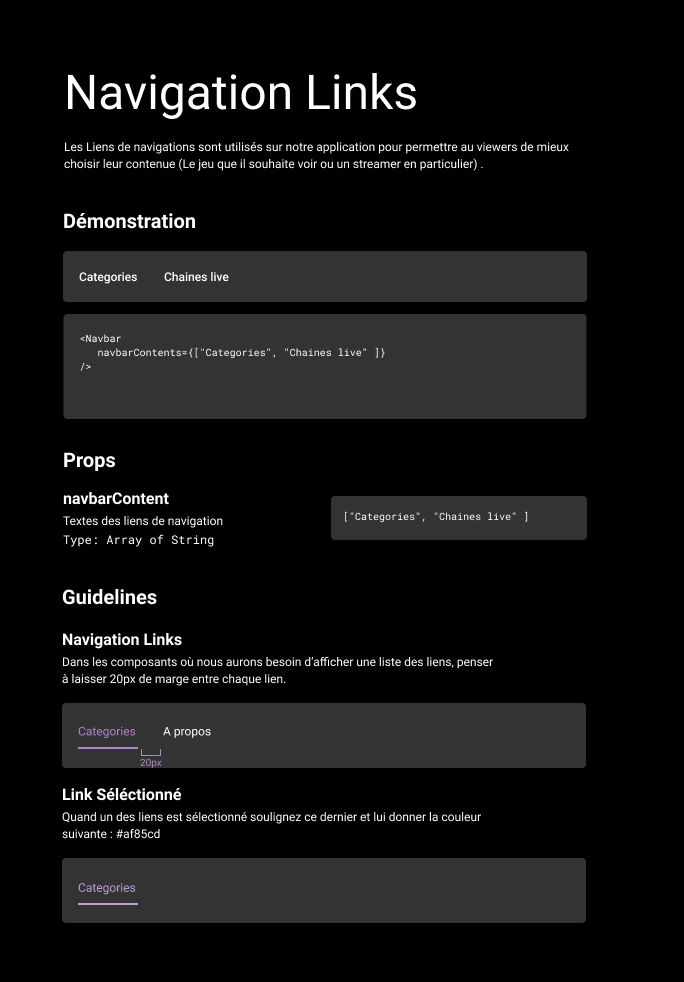 Navigation Links
Les Liens de navigations sont utilisés sur notre application pour permettre au viewers de mieux
choisir leur contenue (Le jeu que il souhaite voir ou un streamer en particulier) .
Démonstration
Categories Chaines live
<Navbar
navbarContents={["Categories", "Chaines live" ]}
/>
Props
navbarContent
Textes des liens de navigation
Type: Array of String
["Categories", "Chaines live" ]
Guidelines
Navigation Links
Dans les composants où nous aurons besoin d’afficher une liste des liens, penser
à laisser 20px de marge entre chaque lien.
Categories A propos
20px
Link Séléctionné
Quand un des liens est sélectionné soulignez ce dernier et lui donner la couleur
suivante : #af85cd
Categories